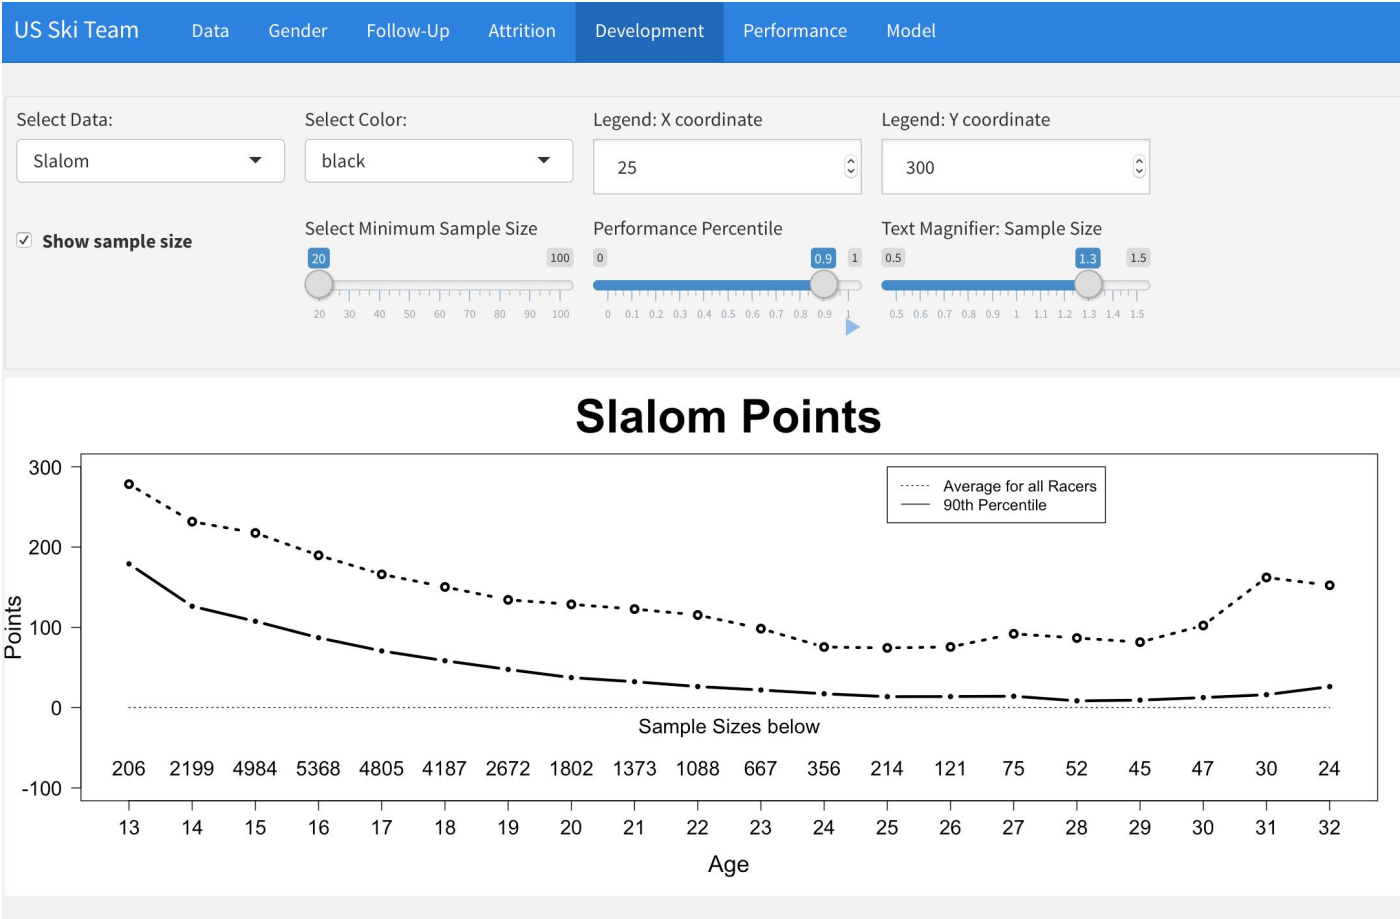 US Ski Team Data Gender Follow-Up Attrition Development Performance Model
Select Data: Select Color: Legend: X coordinate Legend: Y coordinate
Slalom black 25 300
Show sample size
Select Minimum Sample Size Performance Percentile Text Magnifier: Sample Size
20 100 0 0.9 1 0.5 1.3 1.5
20 30 40 50 60 70 80 90 100 0 0.1 0.2 0.3 0.4 0.5 0.6 0.7 0.8 0.9 1 0.5 0.6 0.7 0.8 0.9 1 1.1 1.2 1.3 1.4 1.5
Slalom Points
300
200
100
0
-100
Points
Average for all Racers
90th Percentile
Sample Sizes below
206 2199 4984 5368 4805 4187 2672 1802 1373 1088 667 356 214 121 75 52 45 47 30 24
13 14 15 16 17 18 19 20 21 22 23 24 25 26 27 28 29 30 31 32
Age